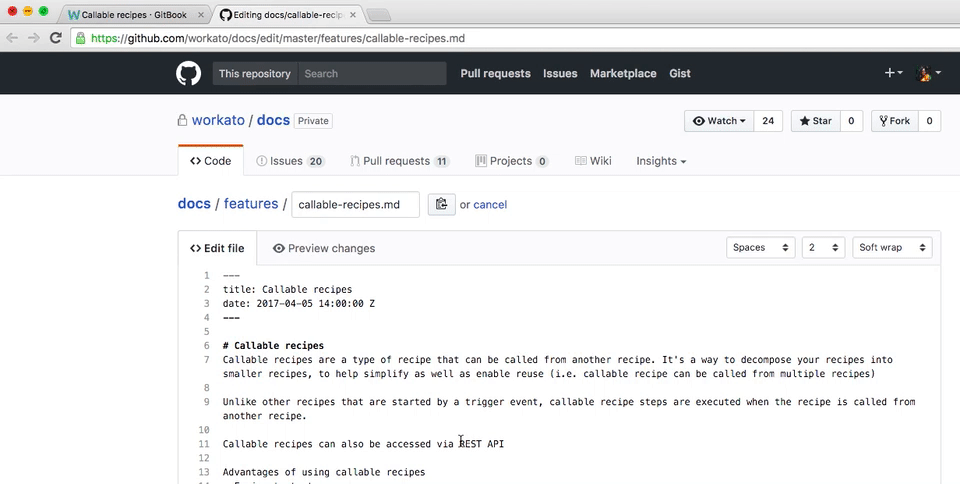 Callable recipes · GitBook
Editing docs/callable-recip
https://github.com/workato/docs/edit/master/features/callable-recipes.md
This repository Search Pull requests Issues Marketplace Gist
workato / docs Private
Watch 24 Star 0 Fork 0
Code Issues 20 Pull requests 11 Projects 0 Wiki Insights
docs / features / callable-recipes.md or cancel
Edit file Preview changes Spaces 2 Soft wrap
1 ---
2 title: Callable recipes
3 date: 2017-04-05 14:00:00 Z
4 ---
5
6 # Callable recipes
7 Callable recipes are a type of recipe that can be called from another recipe. It's a way to decompose your recipes into
smaller recipes, to help simplify as well as enable reuse (i.e. callable recipe can be called from multiple recipes)
8
9 Unlike other recipes that are started by a trigger event, callable recipe steps are executed when the recipe is called from
another recipe.
10
11 Callable recipes can also be accessed via REST API
12
13 Advantages of using callable recipes